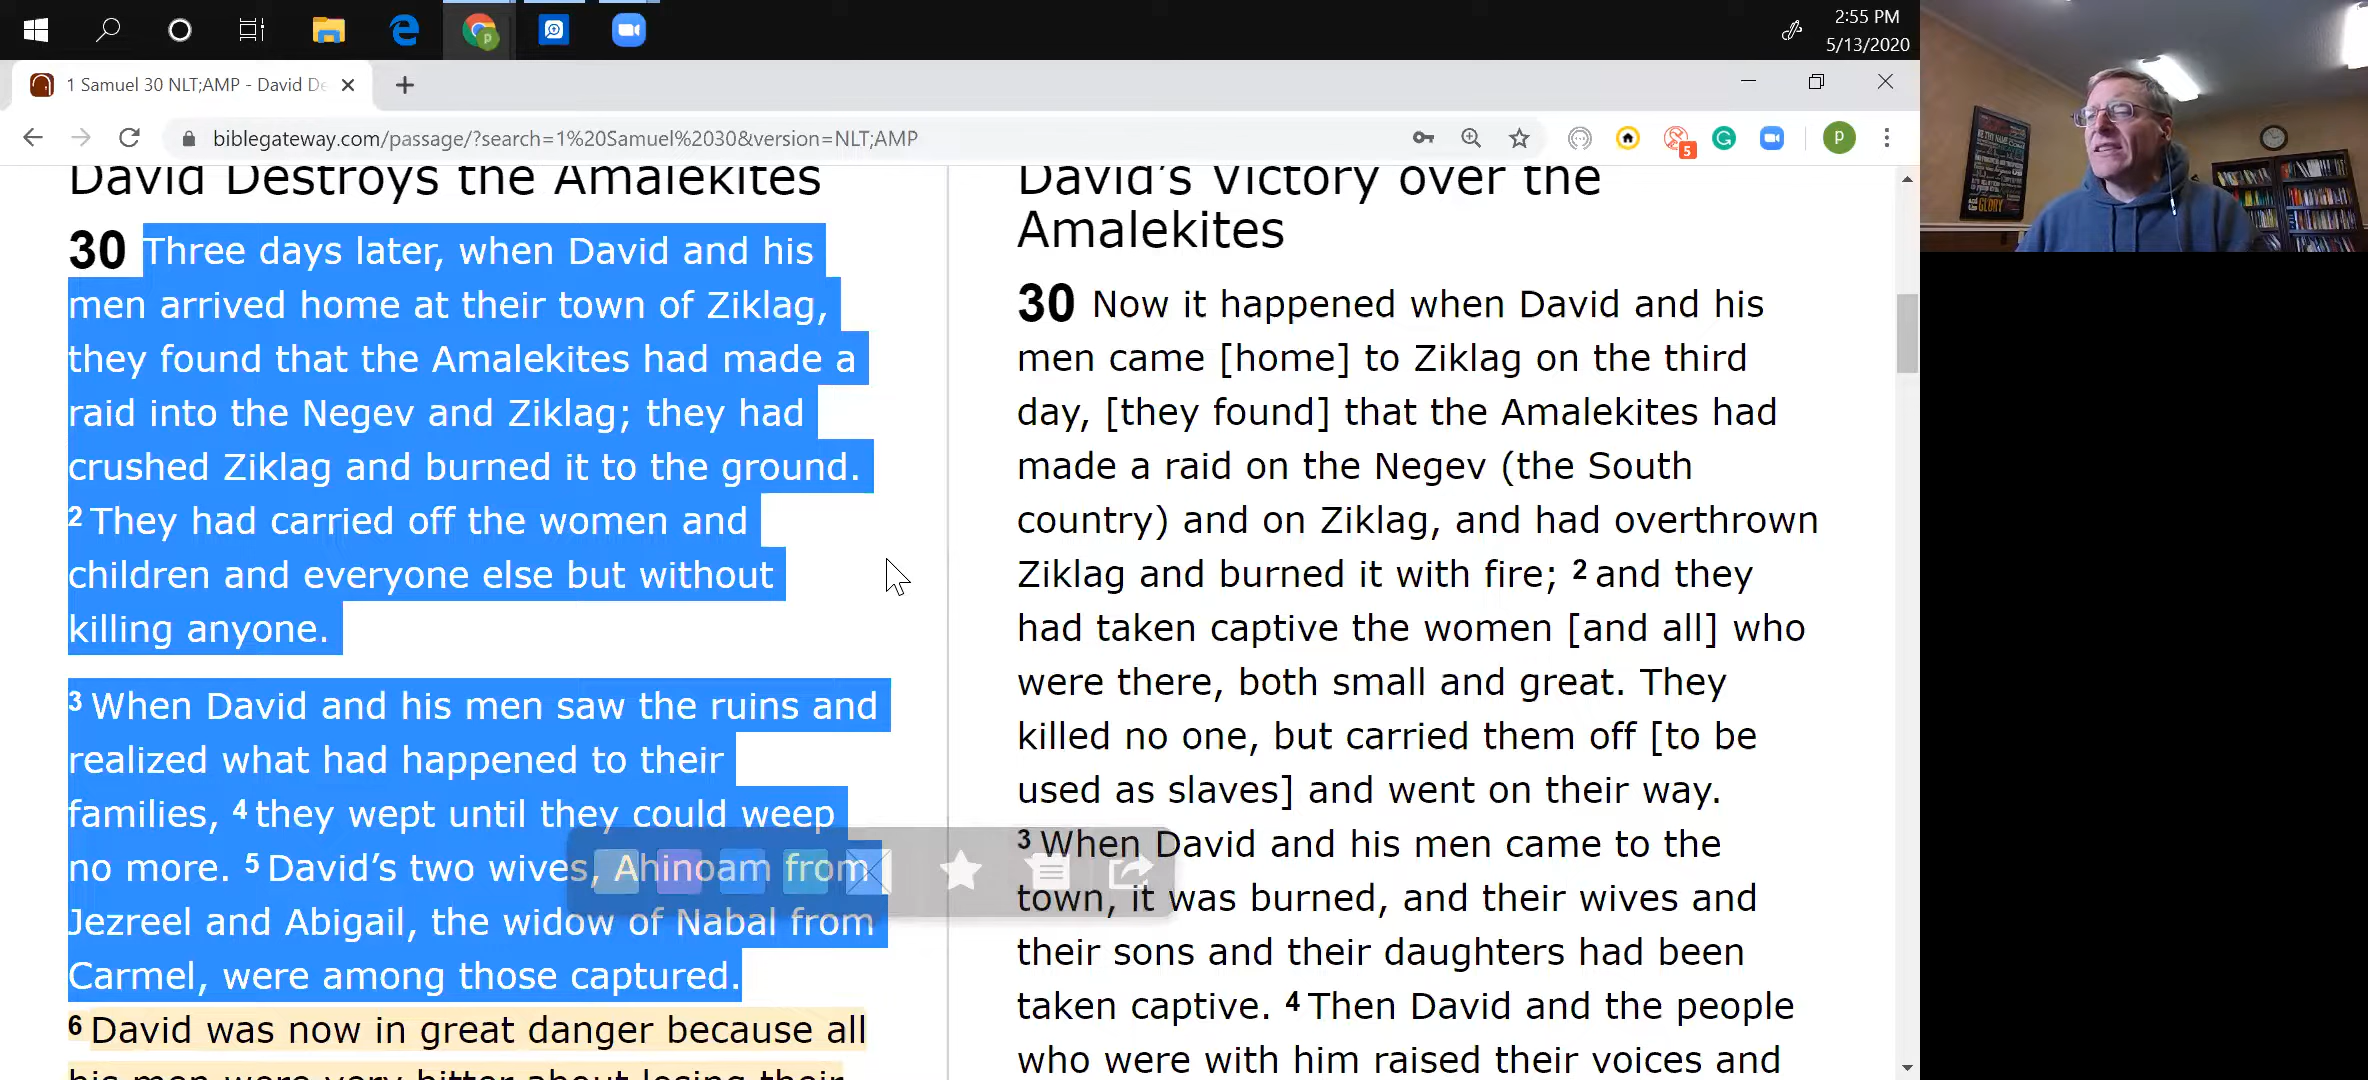 2:55 PM
5/13/2020
1 Samuel 30 NLT;AMP - David De
biblegateway.com/passage/?search=1%20Samuel%2030&version=NLT;AMP
5
P
David Destroys the Amalekites
30 Three days later, when David and his
men arrived home at their town of Ziklag,
they found that the Amalekites had made a
raid into the Negev and Ziklag; they had
crushed Ziklag and burned it to the ground.
2 They had carried off the women and
children and everyone else but without
killing anyone.
3 When David and his men saw the ruins and
realized what had happened to their
families, 4 they wept until they could weep
no more. 5 David’s two wives, Ahinoam from
Jezreel and Abigail, the widow of Nabal from
Carmel, were among those captured.
6 David was now in great danger because all
his men were very bitter about losing their
David’s Victory over the
Amalekites
30 Now it happened when David and his
men came [home] to Ziklag on the third
day, [they found] that the Amalekites had
made a raid on the Negev (the South
country) and on Ziklag, and had overthrown
Ziklag and burned it with fire; 2 and they
had taken captive the women [and all] who
were there, both small and great. They
killed no one, but carried them off [to be
used as slaves] and went on their way.
3 When David and his men came to the
town, it was burned, and their wives and
their sons and their daughters had been
taken captive. 4 Then David and the people
who were with him raised their voices and
GLORY